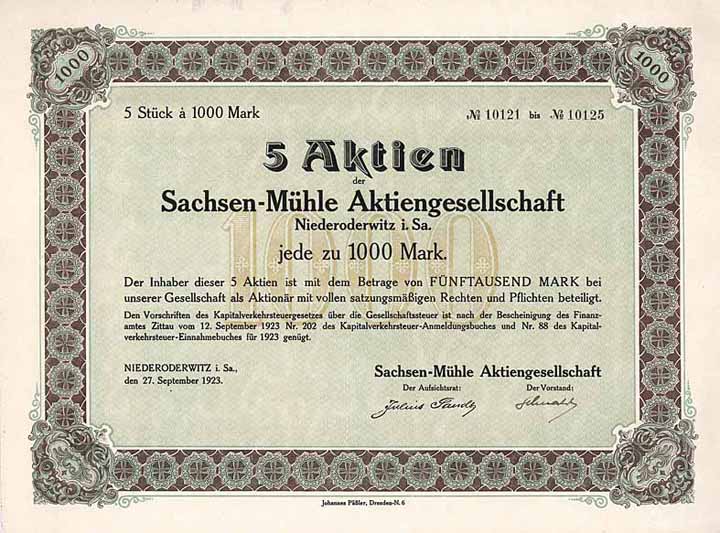 1000
1000
5 Stück à 1000 Mark
№ 10121 bis № 10125
5 Aktien
der
Sachsen-Mühle Aktiengesellschaft
Niederoderwitz i. Sa.
jede zu 1000 Mark.
1000
Der Inhaber dieser 5 Aktien ist mit dem Betrage von FÜNFTAUSEND MARK bei
unserer Gesellschaft als Aktionär mit vollen satzungsmäßigen Rechten und Pflichten beteiligt.
Den Vorschriften des Kapitalverkehrsteuergesetzes über die Gesellschaftssteuer ist nach der Bescheinigung des Finanz-
amtes Zittau vom 12. September 1923 Nr. 202 des Kapitalverkehrsteuer-Anmeldungsbuches und Nr. 88 des Kapital-
verkehrsteuer-Einnahmebuches für 1923 genügt.
NIEDERODERWITZ i. Sa.,
den 27. September 1923.
Sachsen-Mühle Aktiengesellschaft
Der Aufsichtsrat:
Der Vorstand:
Julius
Johannes Päßler, Dresden-N. 6